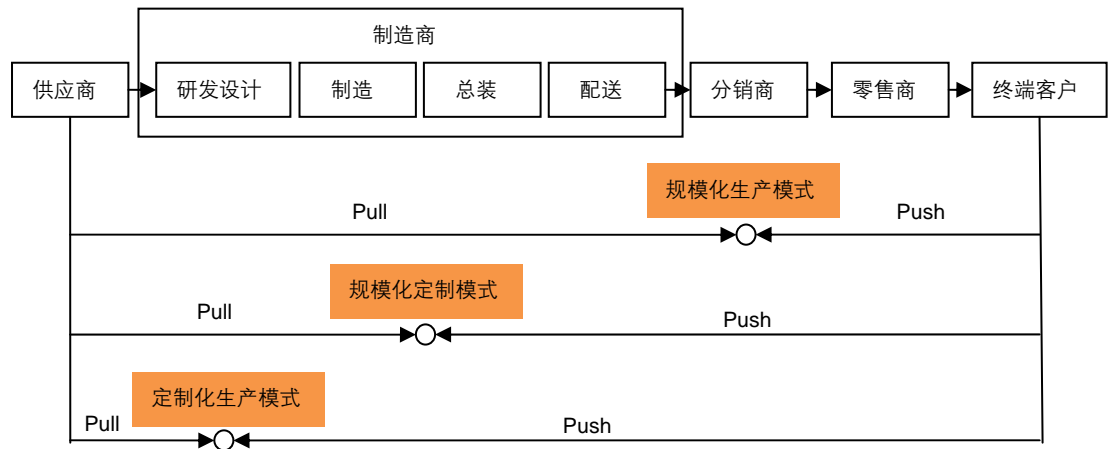 制造商
供应商
研发设计
制造
总装
配送
分销商
零售商
终端客户
规模化生产模式
Pull
Push
规模化定制模式
Pull
Push
定制化生产模式
Pull
Push